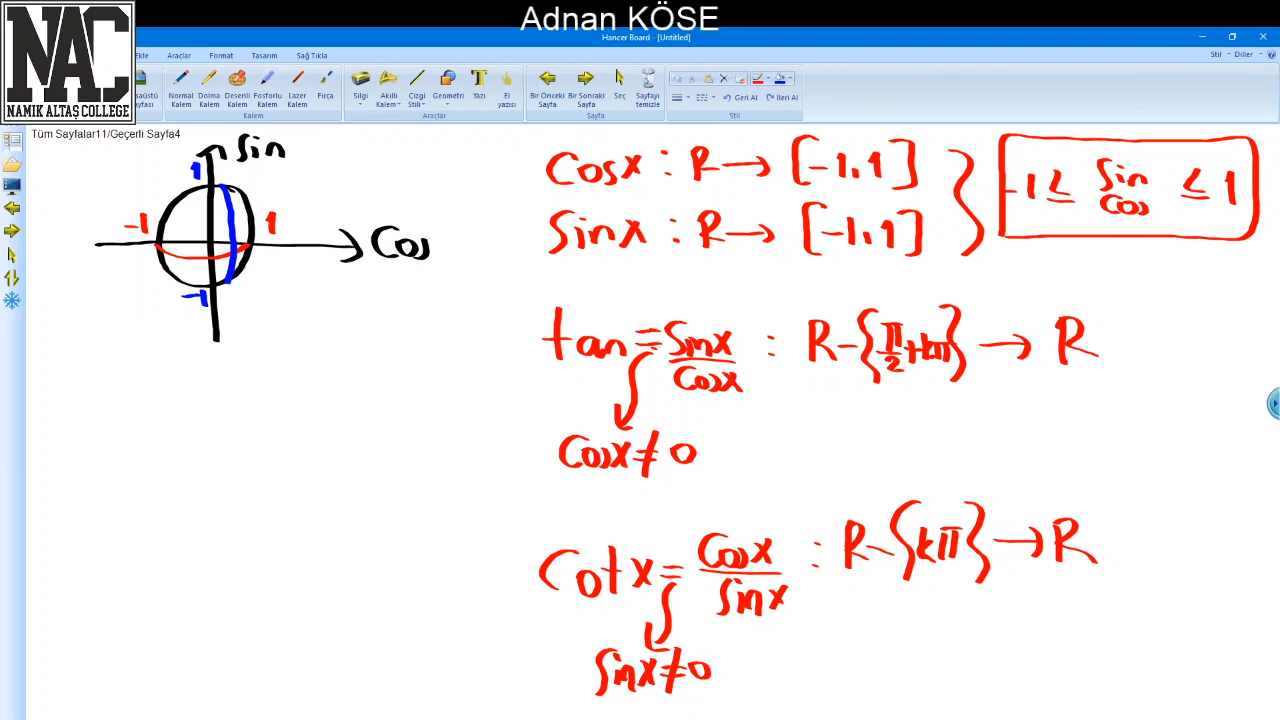 Adnan KÖSE
Hancer Board - [Untitled]
NAC
NAMIK ALTAŞ COLLEGE
Ekle Araçlar Format Tasarım Sağ Tıkla
Stil Diller
Normal Kalem
Dolma Kalem
Desenli Kalem
Fosforlu Kalem
Lazer Kalem
Fırça
Silgi
Akıllı Kalem
Çizgi Stili
Geometri
Yazı
El yazısı
Bir Önceki Sayfa
Bir Sonraki Sayfa
Seç
Sayfayı temizle
Geri Al
İleri Al
Kalem
Araçlar
Sayfa
Stil
Tüm Sayfalar11/Geçerli Sayfa4
sin
1
-1
1
Cos
-1
Cosx : R → [-1, 1]
Sinx : R → [-1, 1]
-1 ≤ Sin Cos ≤ 1
tan = Sinx/Cosx : R - {π/2 + kπ} → R
Cosx ≠ 0
Cotx = Cosx/Sinx : R - {kπ} → R
Sinx ≠ 0